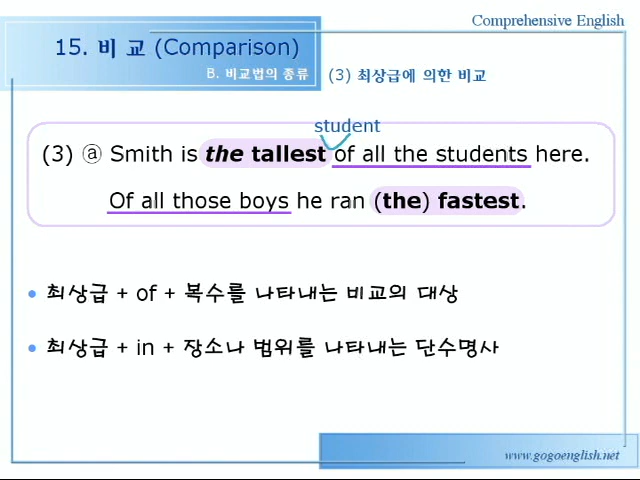 Comprehensive English
15. 비 교 (Comparison)
B. 비교법의 종류
(3) 최상급에 의한 비교
student
(3) ⓐ Smith is the tallest of all the students here.
Of all those boys he ran (the) fastest.
• 최상급 + of + 복수를 나타내는 비교의 대상
• 최상급 + in + 장소나 범위를 나타내는 단수명사
www.gogoenglish.net